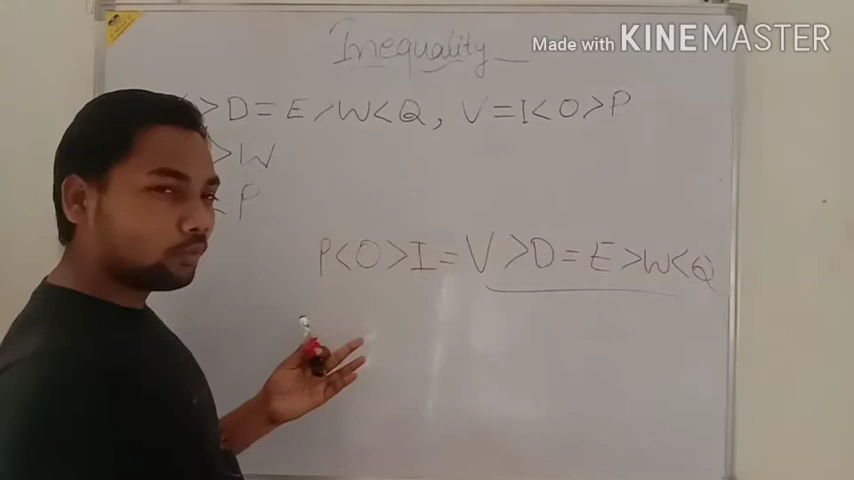 Inequality
Made with KINEMASTER
>D=E>W<Q, V=I<O>P
>W
P
P<O>I=V>D=E>W<Q